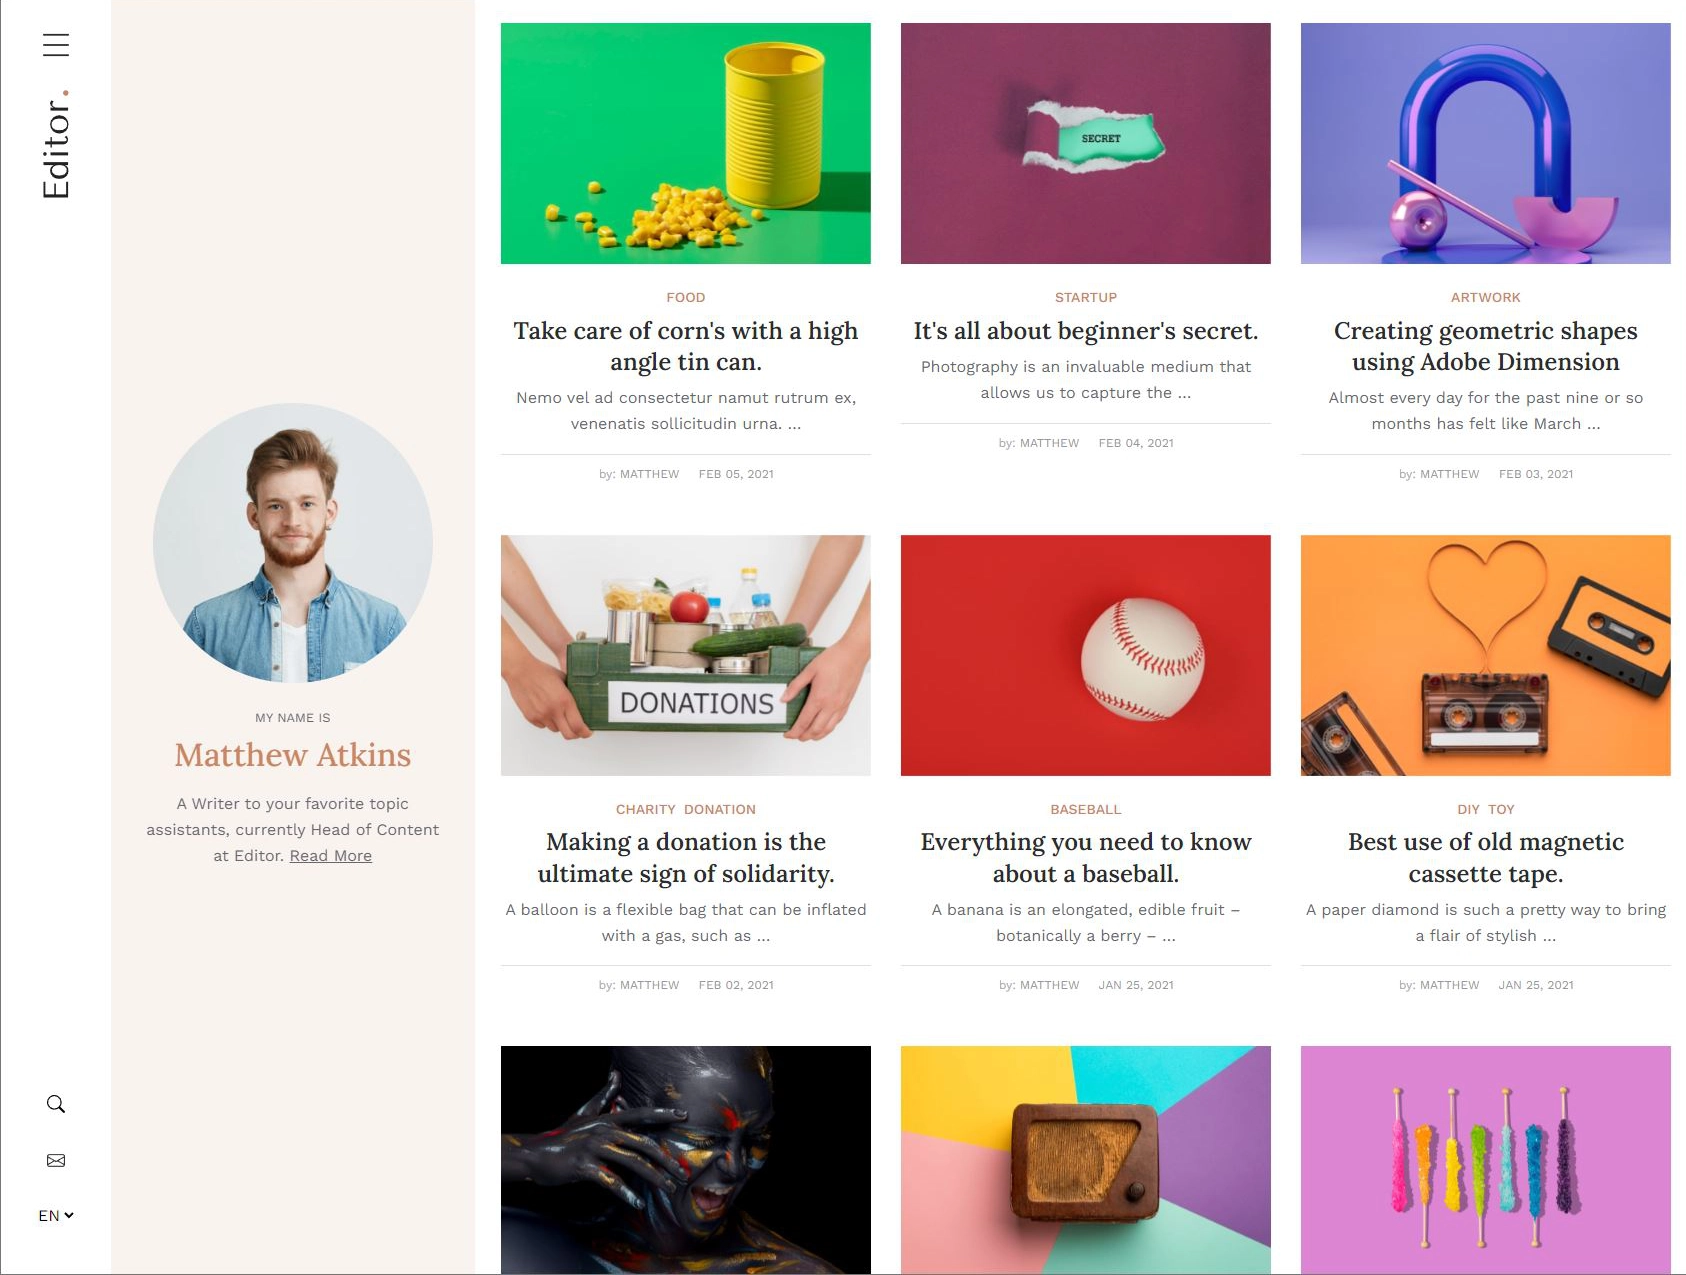 Editor.
MY NAME IS
Matthew Atkins
A Writer to your favorite topic
assistants, currently Head of Content
at Editor. Read More
EN
SECRET
FOOD
Take care of corn's with a high
angle tin can.
Nemo vel ad consectetur namut rutrum ex,
venenatis sollicitudin urna. ...
by: MATTHEW FEB 05, 2021
STARTUP
It's all about beginner's secret.
Photography is an invaluable medium that
allows us to capture the ...
by: MATTHEW FEB 04, 2021
ARTWORK
Creating geometric shapes
using Adobe Dimension
Almost every day for the past nine or so
months has felt like March ...
by: MATTHEW FEB 03, 2021
DONATIONS
CHARITY DONATION
Making a donation is the
ultimate sign of solidarity.
A balloon is a flexible bag that can be inflated
with a gas, such as ...
by: MATTHEW FEB 02, 2021
BASEBALL
Everything you need to know
about a baseball.
A banana is an elongated, edible fruit –
botanically a berry – ...
by: MATTHEW JAN 25, 2021
DIY TOY
Best use of old magnetic
cassette tape.
A paper diamond is such a pretty way to bring
a flair of stylish ...
by: MATTHEW JAN 25, 2021